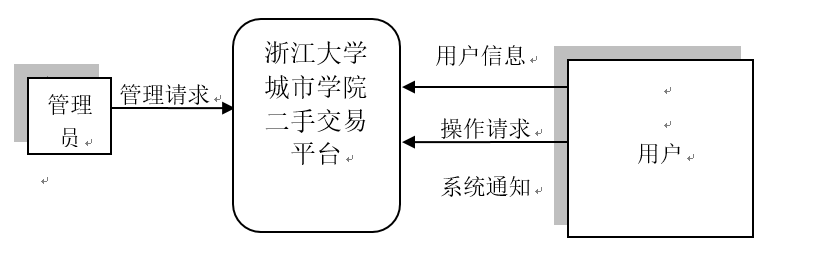 管理
员
管理请求
浙江大学
城市学院
二手交易
平台
用户信息
操作请求
系统通知
用户